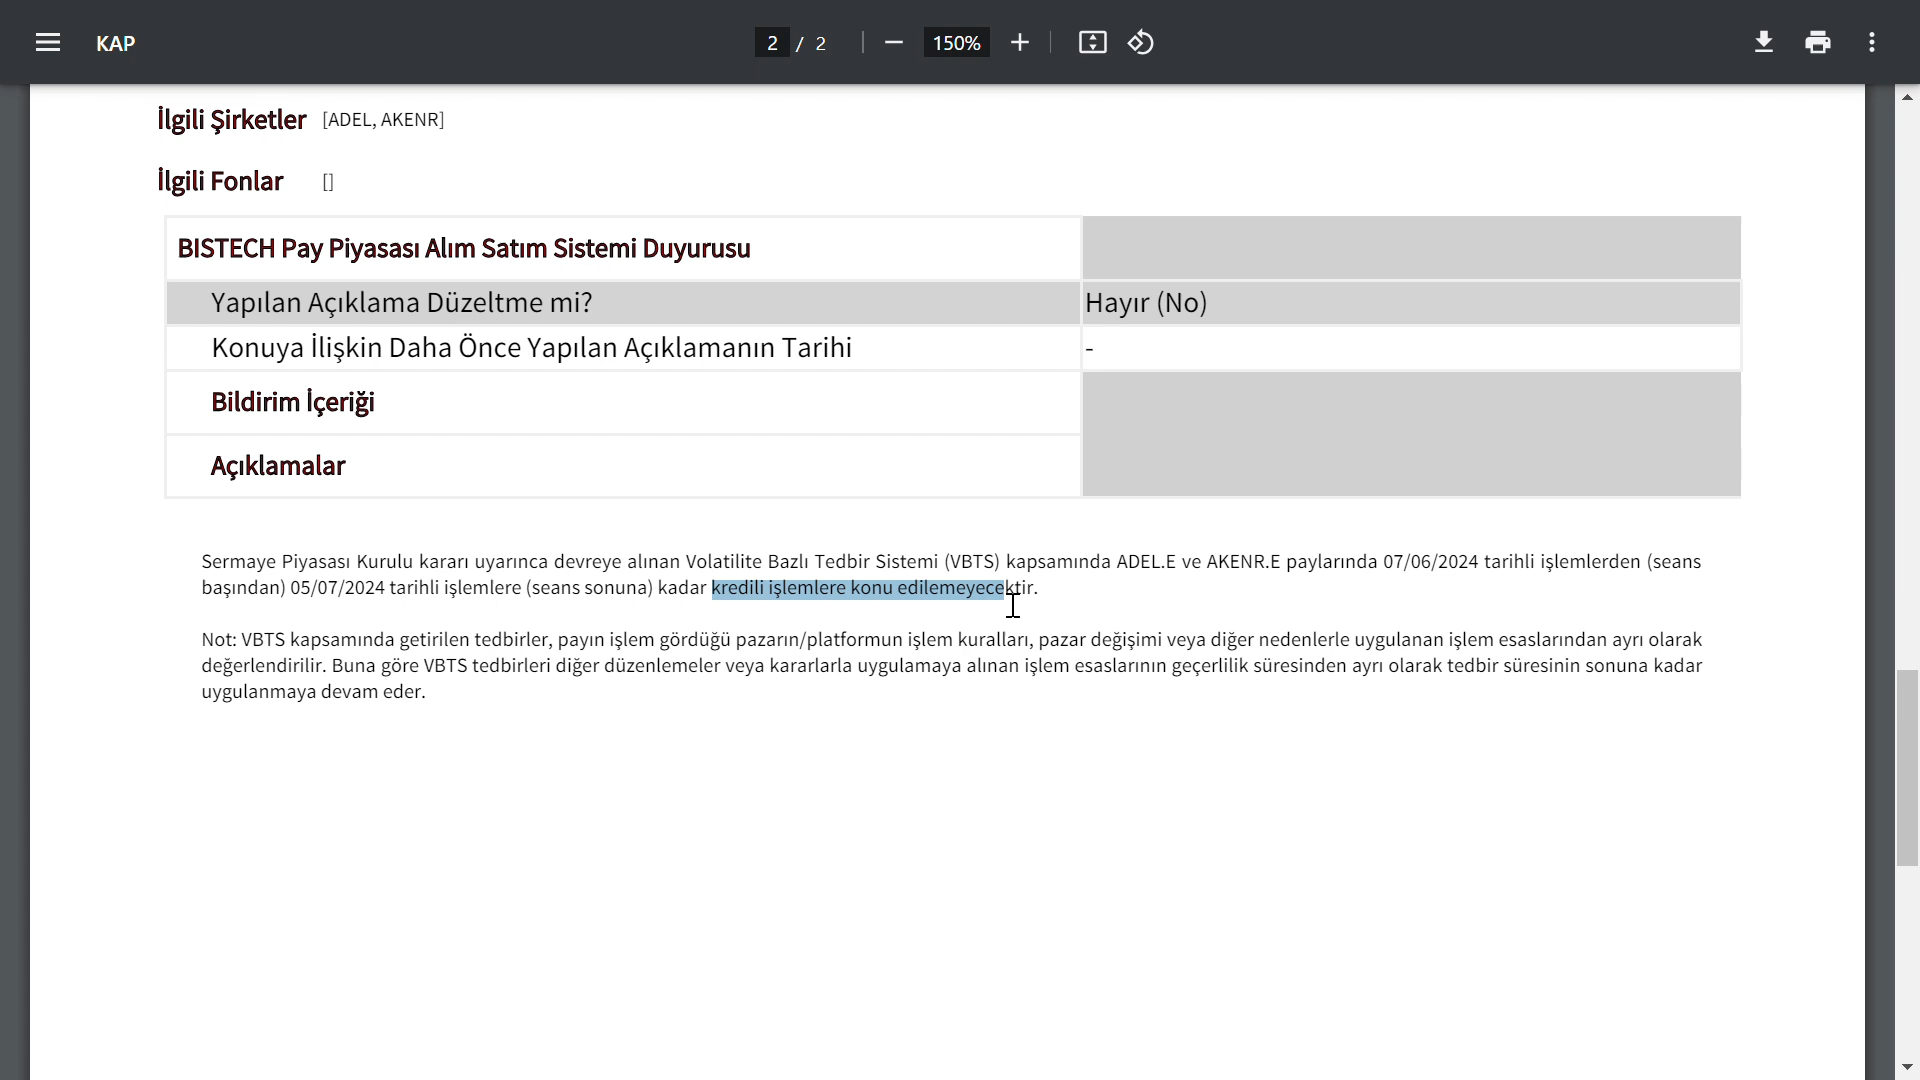 KAP
2 / 2
150%
İlgili Şirketler [ADEL, AKENR]
İlgili Fonlar []
BISTECH Pay Piyasası Alım Satım Sistemi Duyurusu
Yapılan Açıklama Düzeltme mi? Hayır (No)
Konuya İlişkin Daha Önce Yapılan Açıklamanın Tarihi -
Bildirim İçeriği
Açıklamalar
Sermaye Piyasası Kurulu kararı uyarınca devreye alınan Volatilite Bazlı Tedbir Sistemi (VBTS) kapsamında ADEL.E ve AKENR.E paylarında 07/06/2024 tarihli işlemlerden (seans
başından) 05/07/2024 tarihli işlemlere (seans sonuna) kadar kredili işlemlere konu edilemeyecektir.
Not: VBTS kapsamında getirilen tedbirler, payın işlem gördüğü pazarın/platformun işlem kuralları, pazar değişimi veya diğer nedenlerle uygulanan işlem esaslarından ayrı olarak
değerlendirilir. Buna göre VBTS tedbirleri diğer düzenlemeler veya kararlarla uygulamaya alınan işlem esaslarının geçerlilik süresinden ayrı olarak tedbir süresinin sonuna kadar
uygulanmaya devam eder.